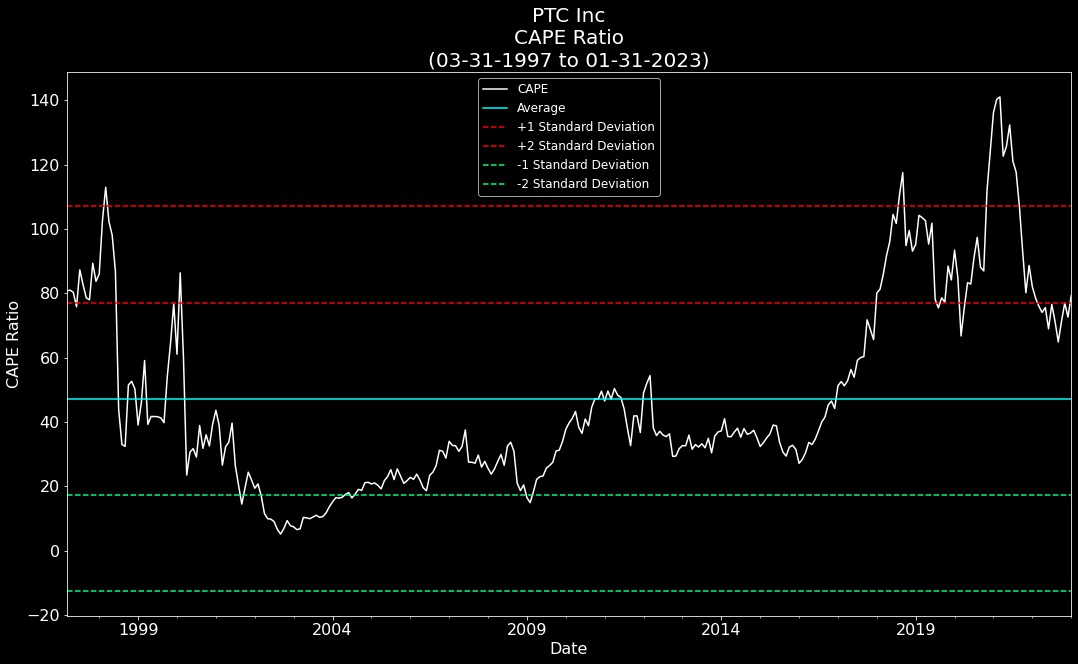 PTC Inc
CAPE Ratio
(03-31-1997 to 01-31-2023)
CAPE
Average
+1 Standard Deviation
+2 Standard Deviation
-1 Standard Deviation
-2 Standard Deviation
CAPE Ratio
140
120
100
80
60
40
20
0
−20
1999 2004 2009 2014 2019
Date